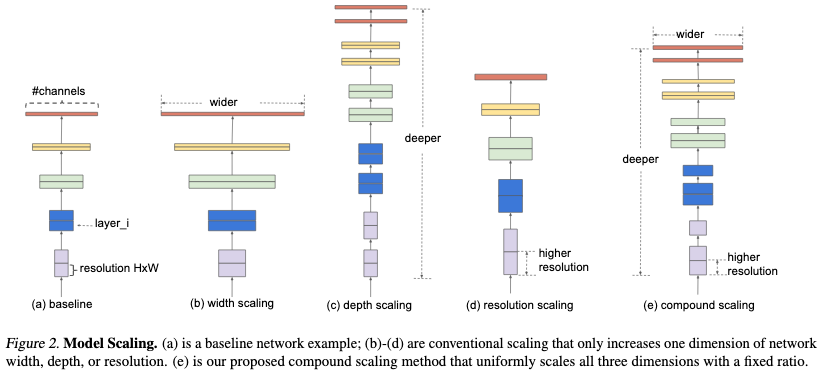 #channels
layer_i
resolution HxW
(a) baseline
wider
(b) width scaling
deeper
(c) depth scaling
higher
resolution
(d) resolution scaling
wider
deeper
higher
resolution
(e) compound scaling
Figure 2. Model Scaling. (a) is a baseline network example; (b)-(d) are conventional scaling that only increases one dimension of network
width, depth, or resolution. (e) is our proposed compound scaling method that uniformly scales all three dimensions with a fixed ratio.